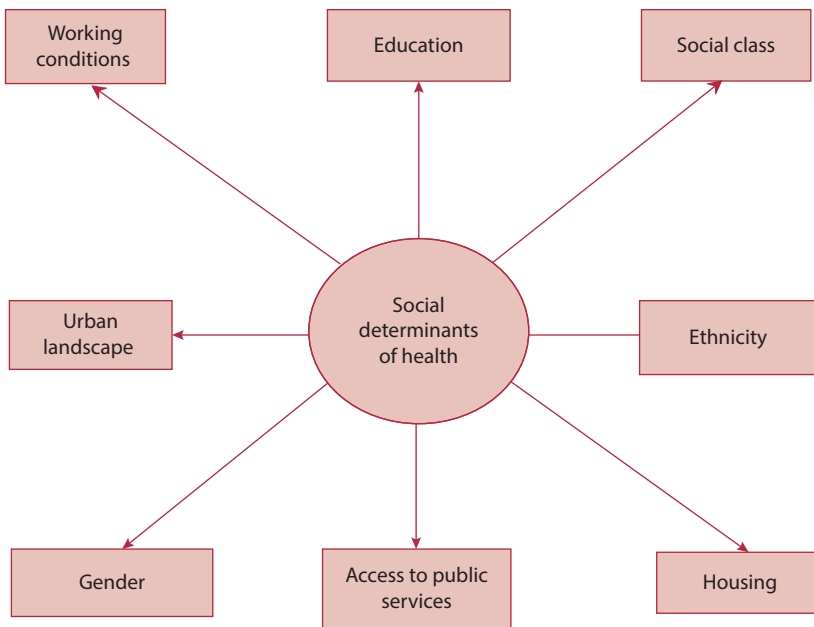 Working
conditions
Education
Social class
Urban
landscape
Social
determinants
of health
Ethnicity
Gender
Access to public
services
Housing